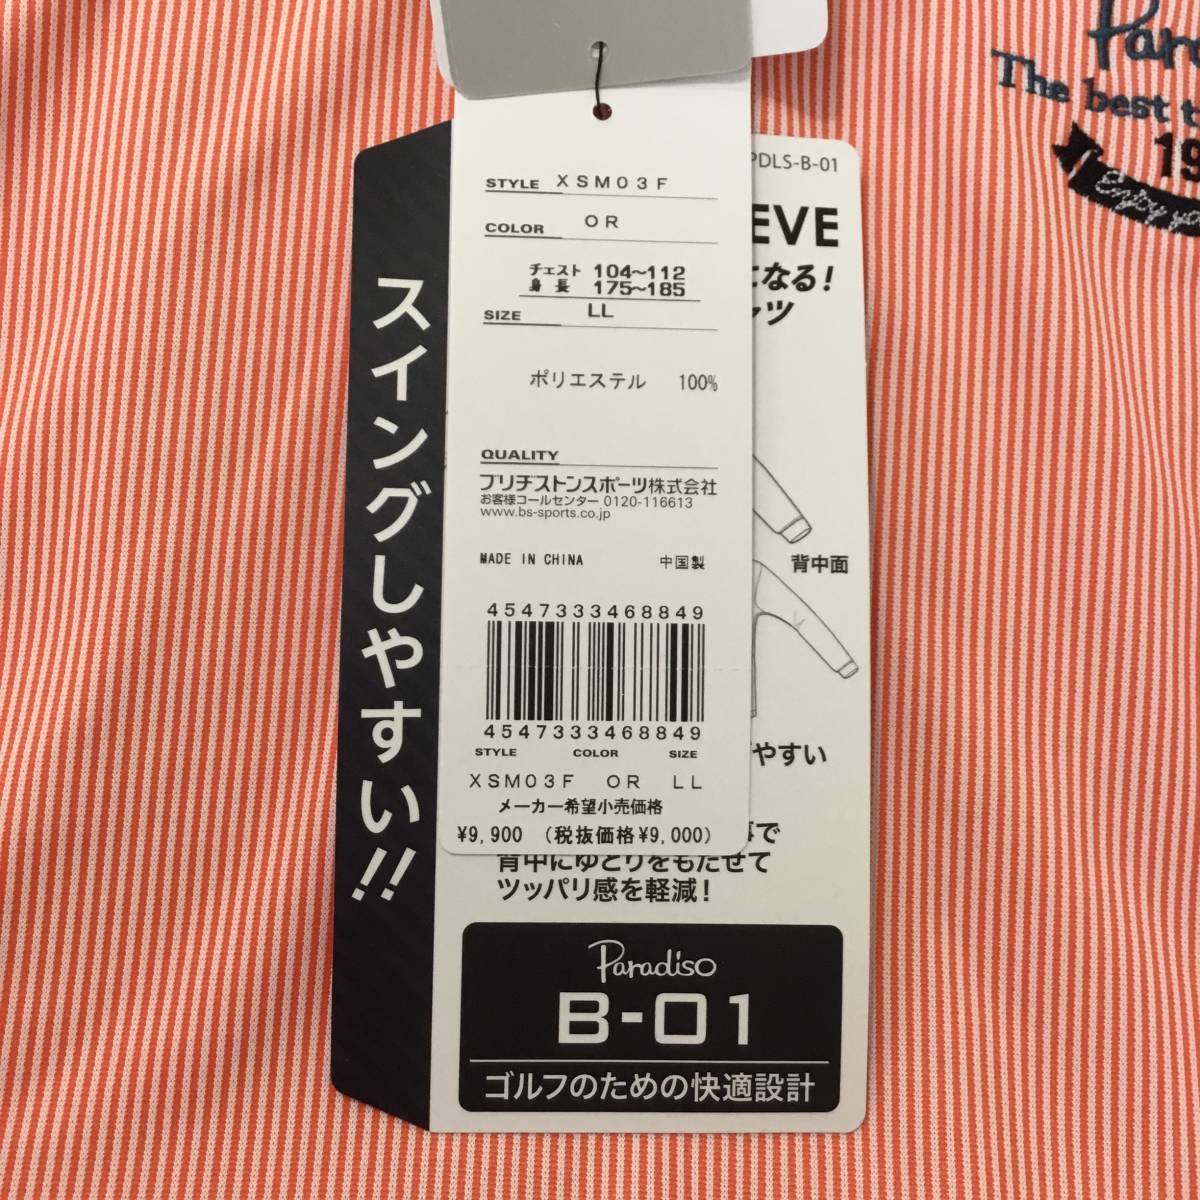 STYLE XSM03F
COLOR OR
チェスト 104～112
身長 175～185
SIZE LL
ポリエステル 100%
QUALITY
ブリヂストンスポーツ株式会社
お客様コールセンター 0120-116613
www.bs-sports.co.jp
MADE IN CHINA 中国製
4547333468849
4547333468849
STYLE COLOR SIZE
XSM03F OR LL
メーカー希望小売価格
¥9,900 (税抜価格¥9,000)
スイングしやすい!!
PDLS-B-01
EVE
になる!
ャツ
背中面
やすい
で
背中にゆとりをもたせて
ツッパリ感を軽減!
Paradiso
B-01
ゴルフのための快適設計
The best
19
Enjoy